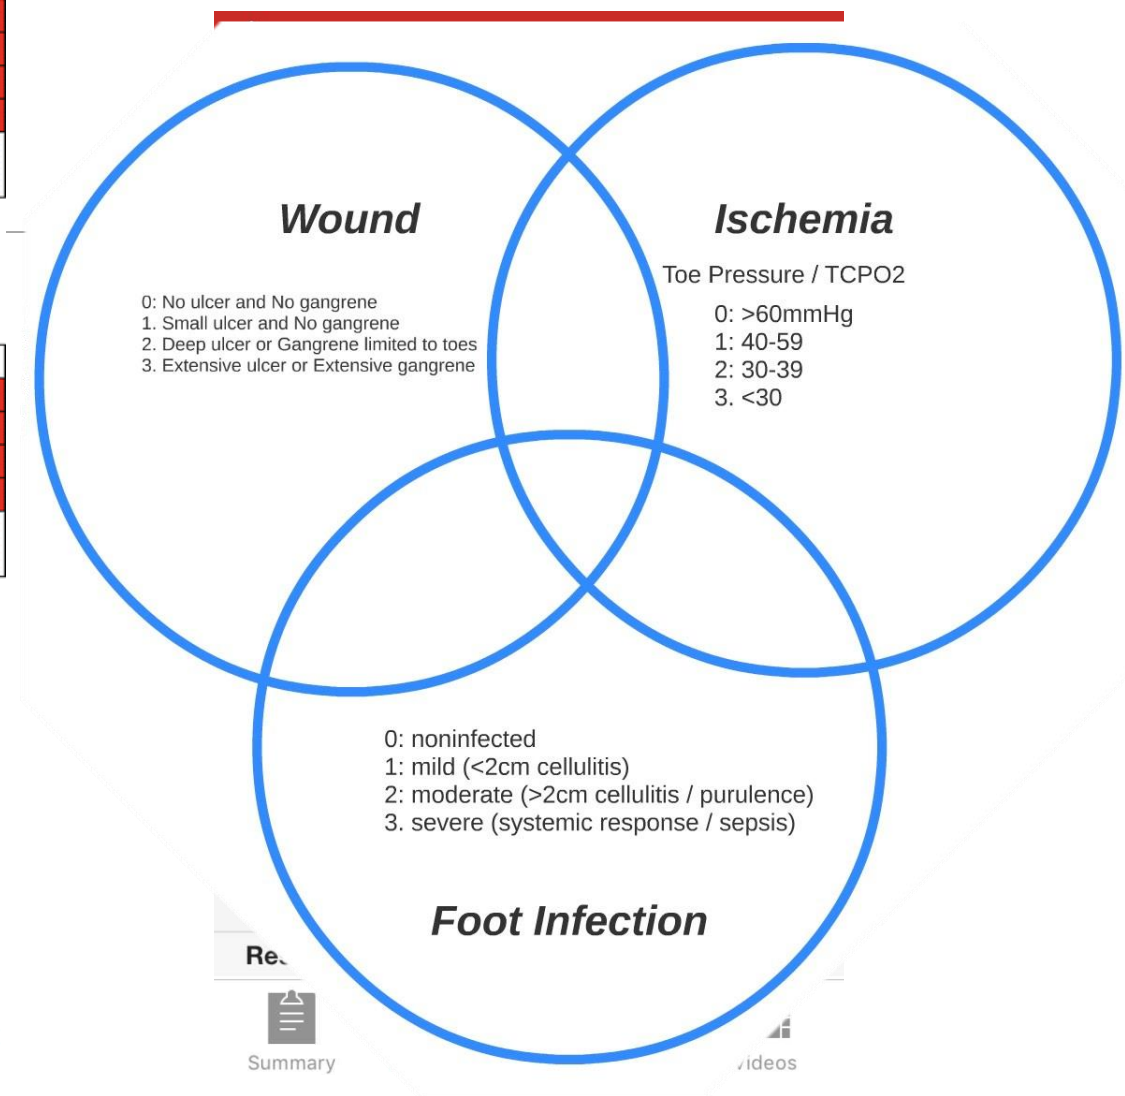 Wound
0: No ulcer and No gangrene
1. Small ulcer and No gangrene
2. Deep ulcer or Gangrene limited to toes
3. Extensive ulcer or Extensive gangrene
Ischemia
Toe Pressure / TCPO2
0: >60mmHg
1: 40-59
2: 30-39
3. <30
0: noninfected
1: mild (<2cm cellulitis)
2: moderate (>2cm cellulitis / purulence)
3. severe (systemic response / sepsis)
Foot Infection
Summary